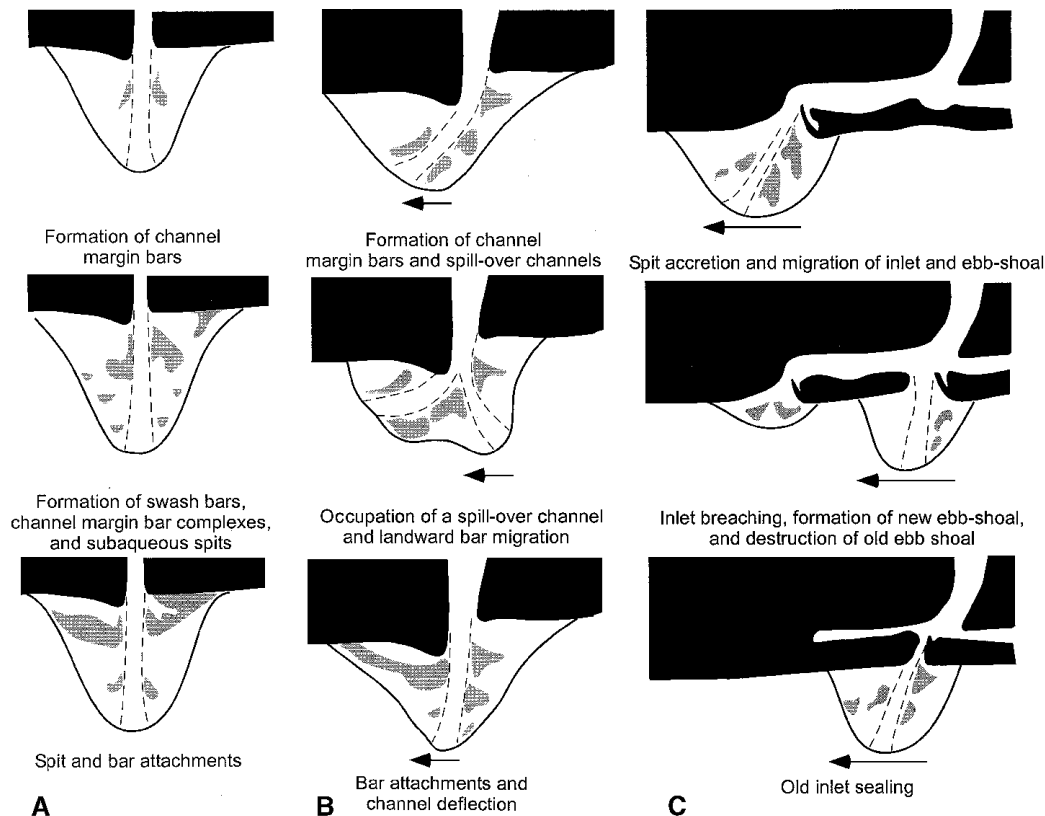 Formation of channel
margin bars
Formation of swash bars,
channel margin bar complexes,
and subaqueous spits
Spit and bar attachments
A
Formation of channel
margin bars and spill-over channels
Occupation of a spill-over channel
and landward bar migration
Bar attachments and
channel deflection
B
Spit accretion and migration of inlet and ebb-shoal
Inlet breaching, formation of new ebb-shoal,
and destruction of old ebb shoal
Old inlet sealing
C